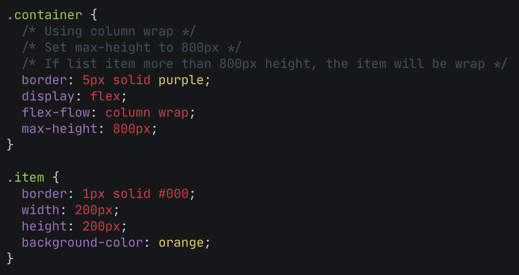 .container {
/* Using column wrap */
/* Set max-height to 800px */
/* If list item more than 800px height, the item will be wrap */
border: 5px solid purple;
display: flex;
flex-flow: column wrap;
max-height: 800px;
}
.item {
border: 1px solid #000;
width: 200px;
height: 200px;
background-color: orange;
}